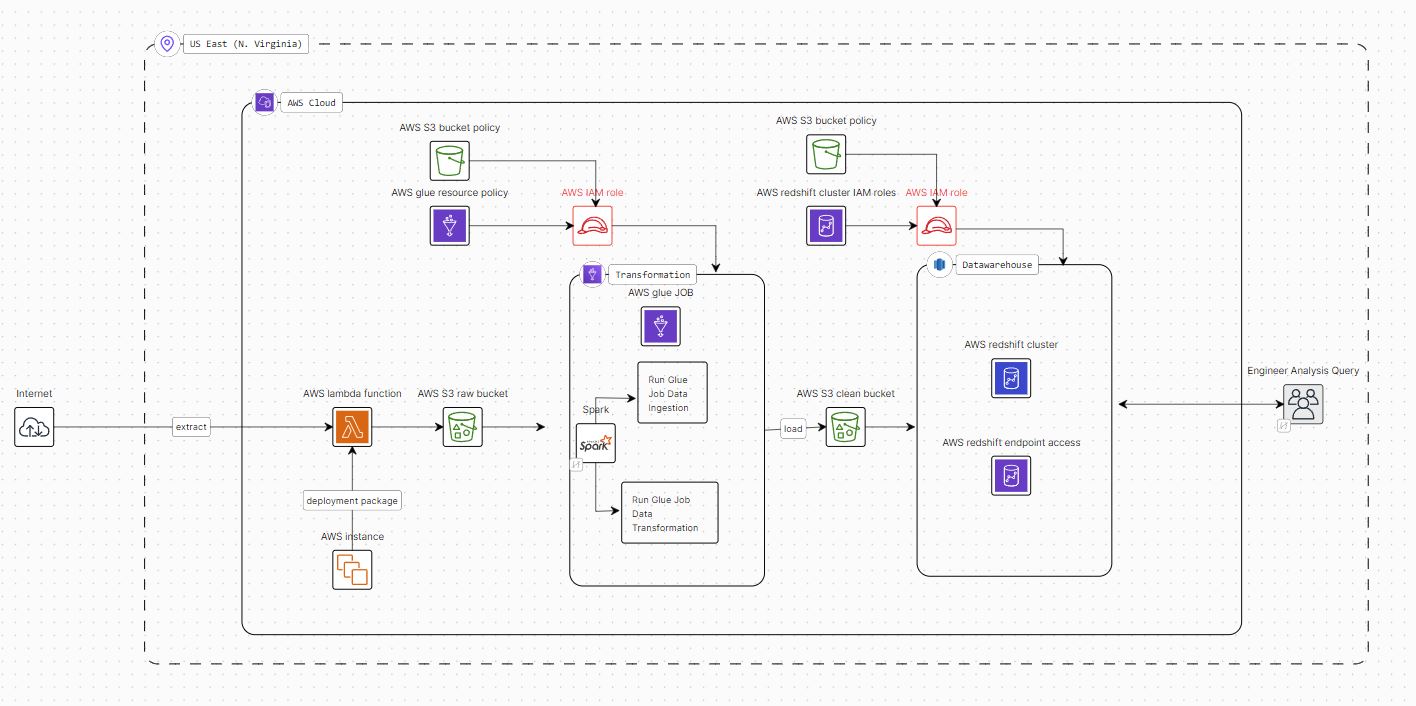 US East (N. Virginia)
AWS Cloud
AWS S3 bucket policy
AWS glue resource policy
AWS IAM role
AWS S3 bucket policy
AWS redshift cluster IAM roles
AWS IAM role
Internet
extract
AWS lambda function
AWS S3 raw bucket
deployment package
AWS instance
Transformation
AWS glue JOB
Run Glue
Job Data
Ingestion
Spark
Spark
Run Glue Job
Data
Transformation
load
AWS S3 clean bucket
Datawarehouse
AWS redshift cluster
AWS redshift endpoint access
Engineer Analysis Query